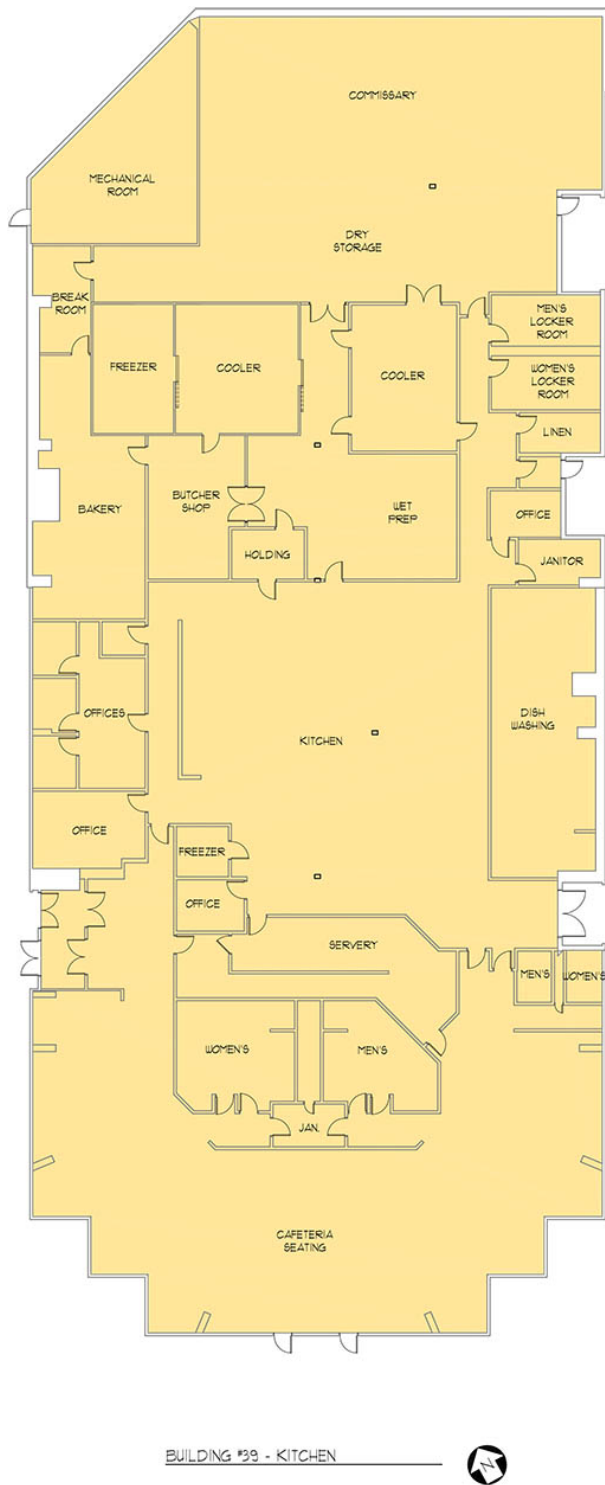 COMMISSARY
MECHANICAL
ROOM
DRY
STORAGE
BREAK
ROOM
MEN'S
LOCKER
ROOM
FREEZER
COOLER
COOLER
WOMEN'S
LOCKER
ROOM
LINEN
BAKERY
BUTCHER
SHOP
WET
PREP
OFFICE
HOLDING
JANITOR
OFFICES
KITCHEN
DISH
WASHING
OFFICE
FREEZER
OFFICE
SERVERY
MEN'S
WOMEN'S
WOMEN'S
MEN'S
JAN.
CAFETERIA
SEATING
BUILDING #39 - KITCHEN
N